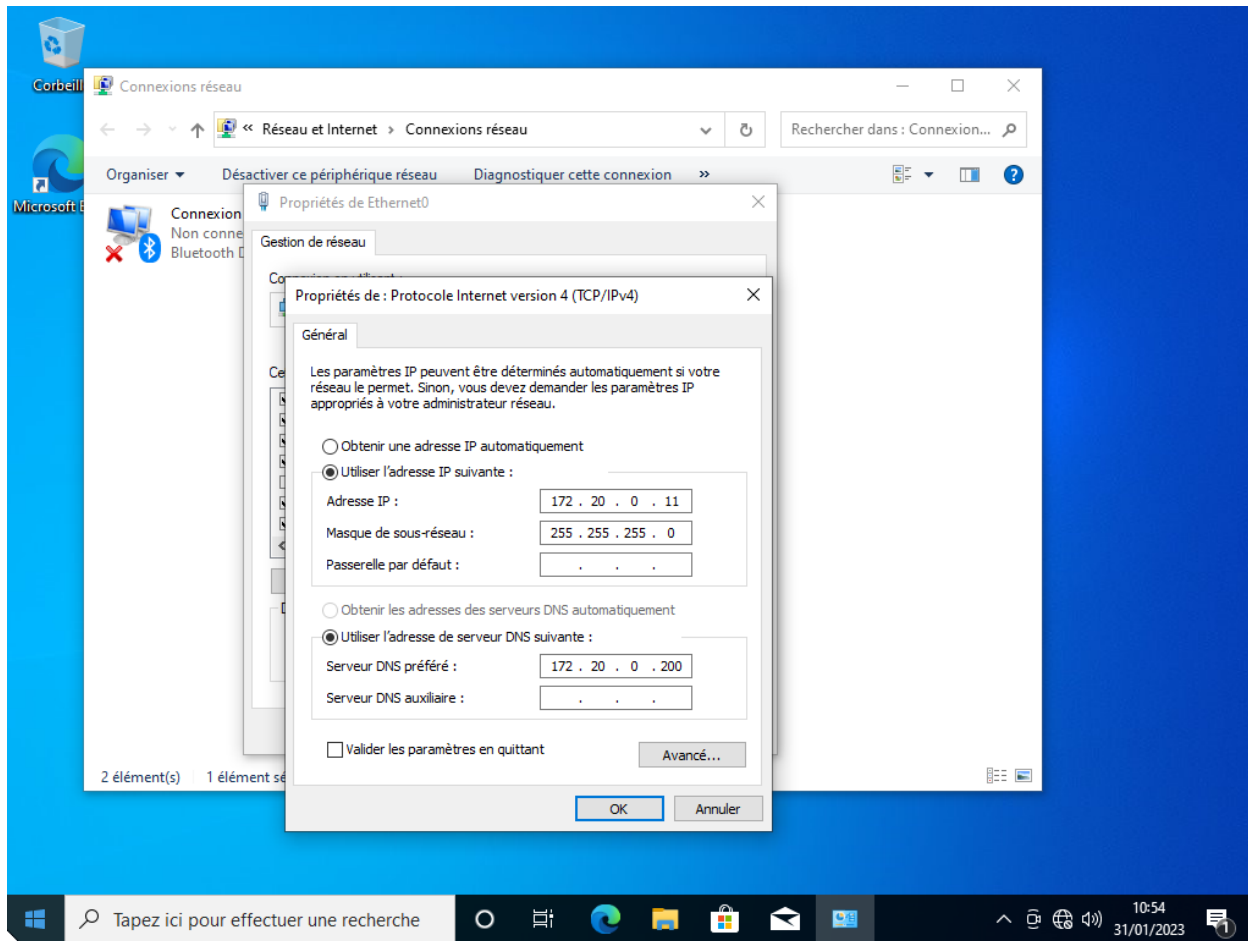 Corbeill
Connexions réseau
« Réseau et Internet › Connexions réseau
Rechercher dans : Connexion...
Organiser
Désactiver ce périphérique réseau
Diagnostiquer cette connexion
»
Microsoft
Connexion
Non conne
Bluetooth
Propriétés de Ethernet0
Gestion de réseau
Propriétés de : Protocole Internet version 4 (TCP/IPv4)
Général
Les paramètres IP peuvent être déterminés automatiquement si votre
réseau le permet. Sinon, vous devez demander les paramètres IP
appropriés à votre administrateur réseau.
Obtenir une adresse IP automatiquement
Utiliser l'adresse IP suivante :
Adresse IP :
172 . 20 . 0 . 11
Masque de sous-réseau :
255 . 255 . 255 . 0
Passerelle par défaut :
. . .
Obtenir les adresses des serveurs DNS automatiquement
Utiliser l'adresse de serveur DNS suivante :
Serveur DNS préféré :
172 . 20 . 0 . 200
Serveur DNS auxiliaire :
. . .
Valider les paramètres en quittant
Avancé...
OK
Annuler
2 élément(s)
1 élément sé
Tapez ici pour effectuer une recherche
10:54
31/01/2023
1